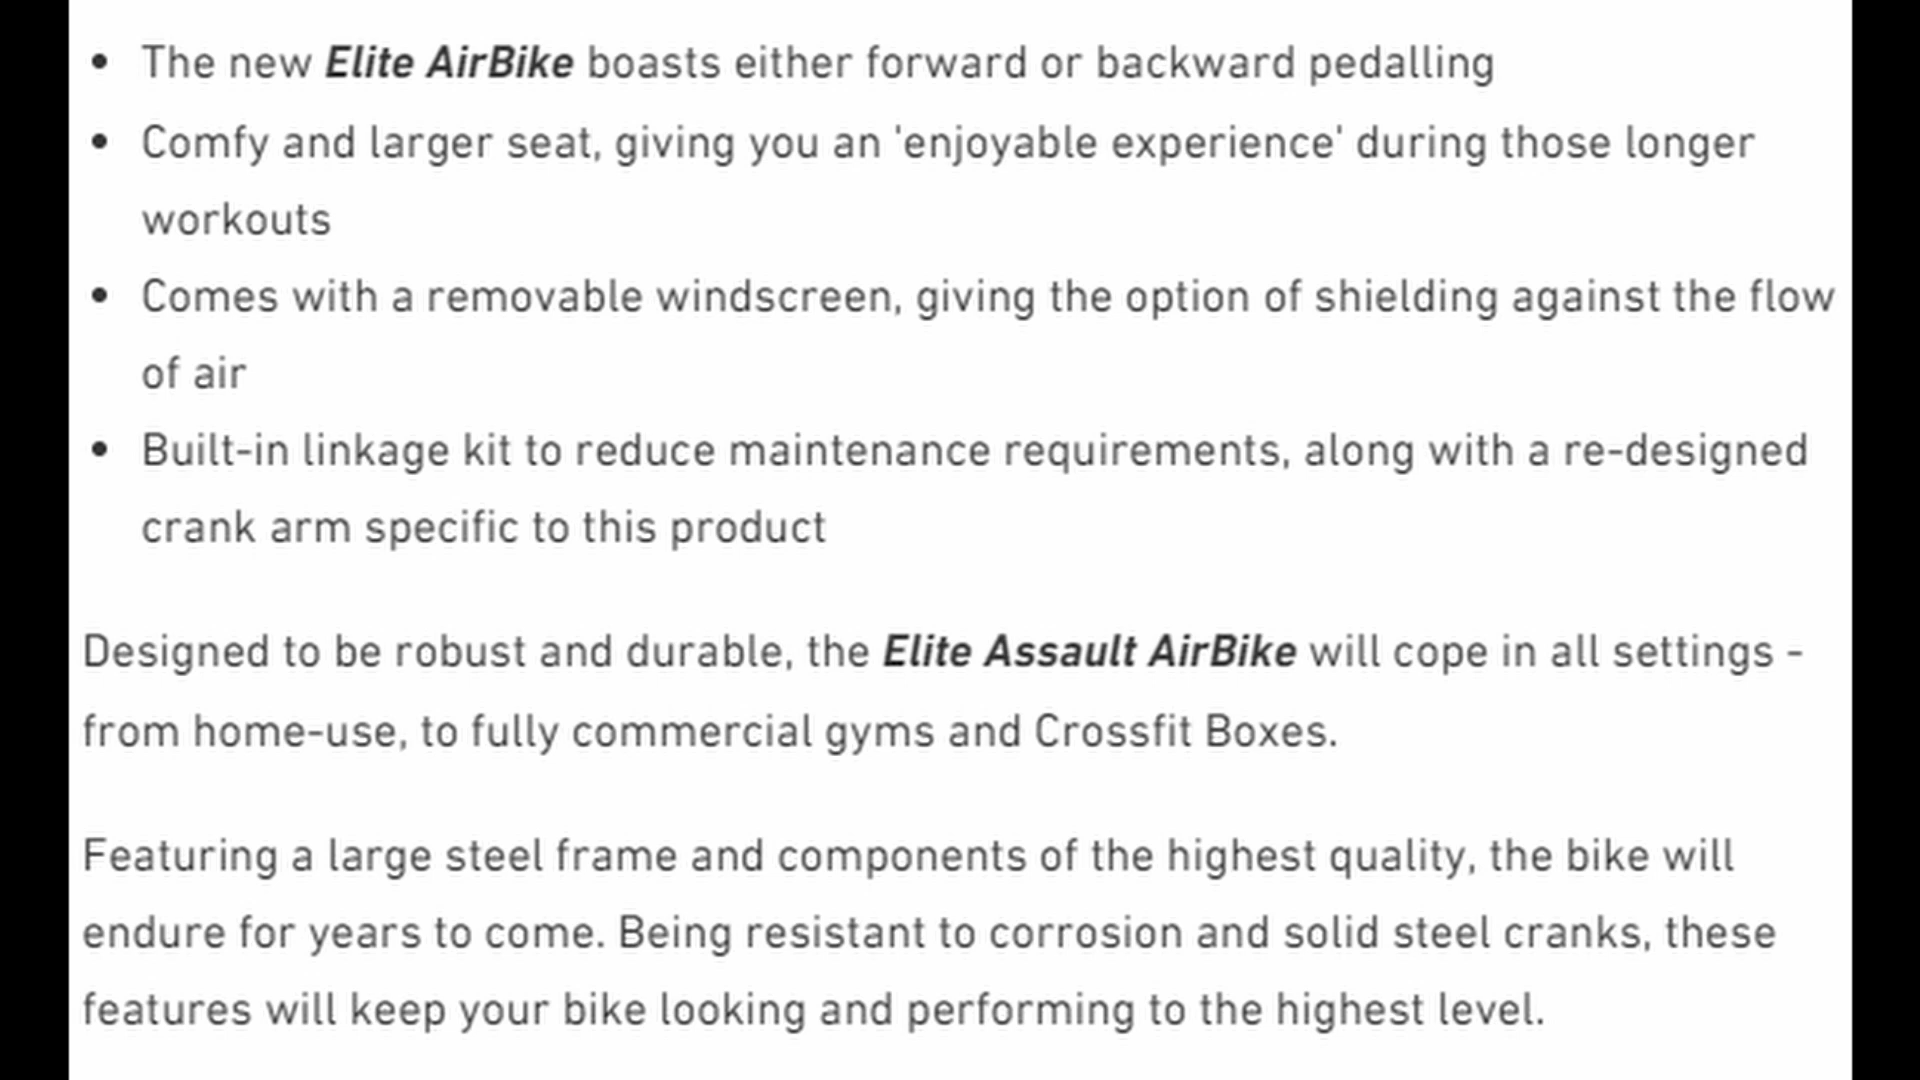 • The new Elite AirBike boasts either forward or backward pedalling
• Comfy and larger seat, giving you an 'enjoyable experience' during those longer
workouts
• Comes with a removable windscreen, giving the option of shielding against the flow
of air
• Built-in linkage kit to reduce maintenance requirements, along with a re-designed
crank arm specific to this product
Designed to be robust and durable, the Elite Assault AirBike will cope in all settings -
from home-use, to fully commercial gyms and Crossfit Boxes.
Featuring a large steel frame and components of the highest quality, the bike will
endure for years to come. Being resistant to corrosion and solid steel cranks, these
features will keep your bike looking and performing to the highest level.